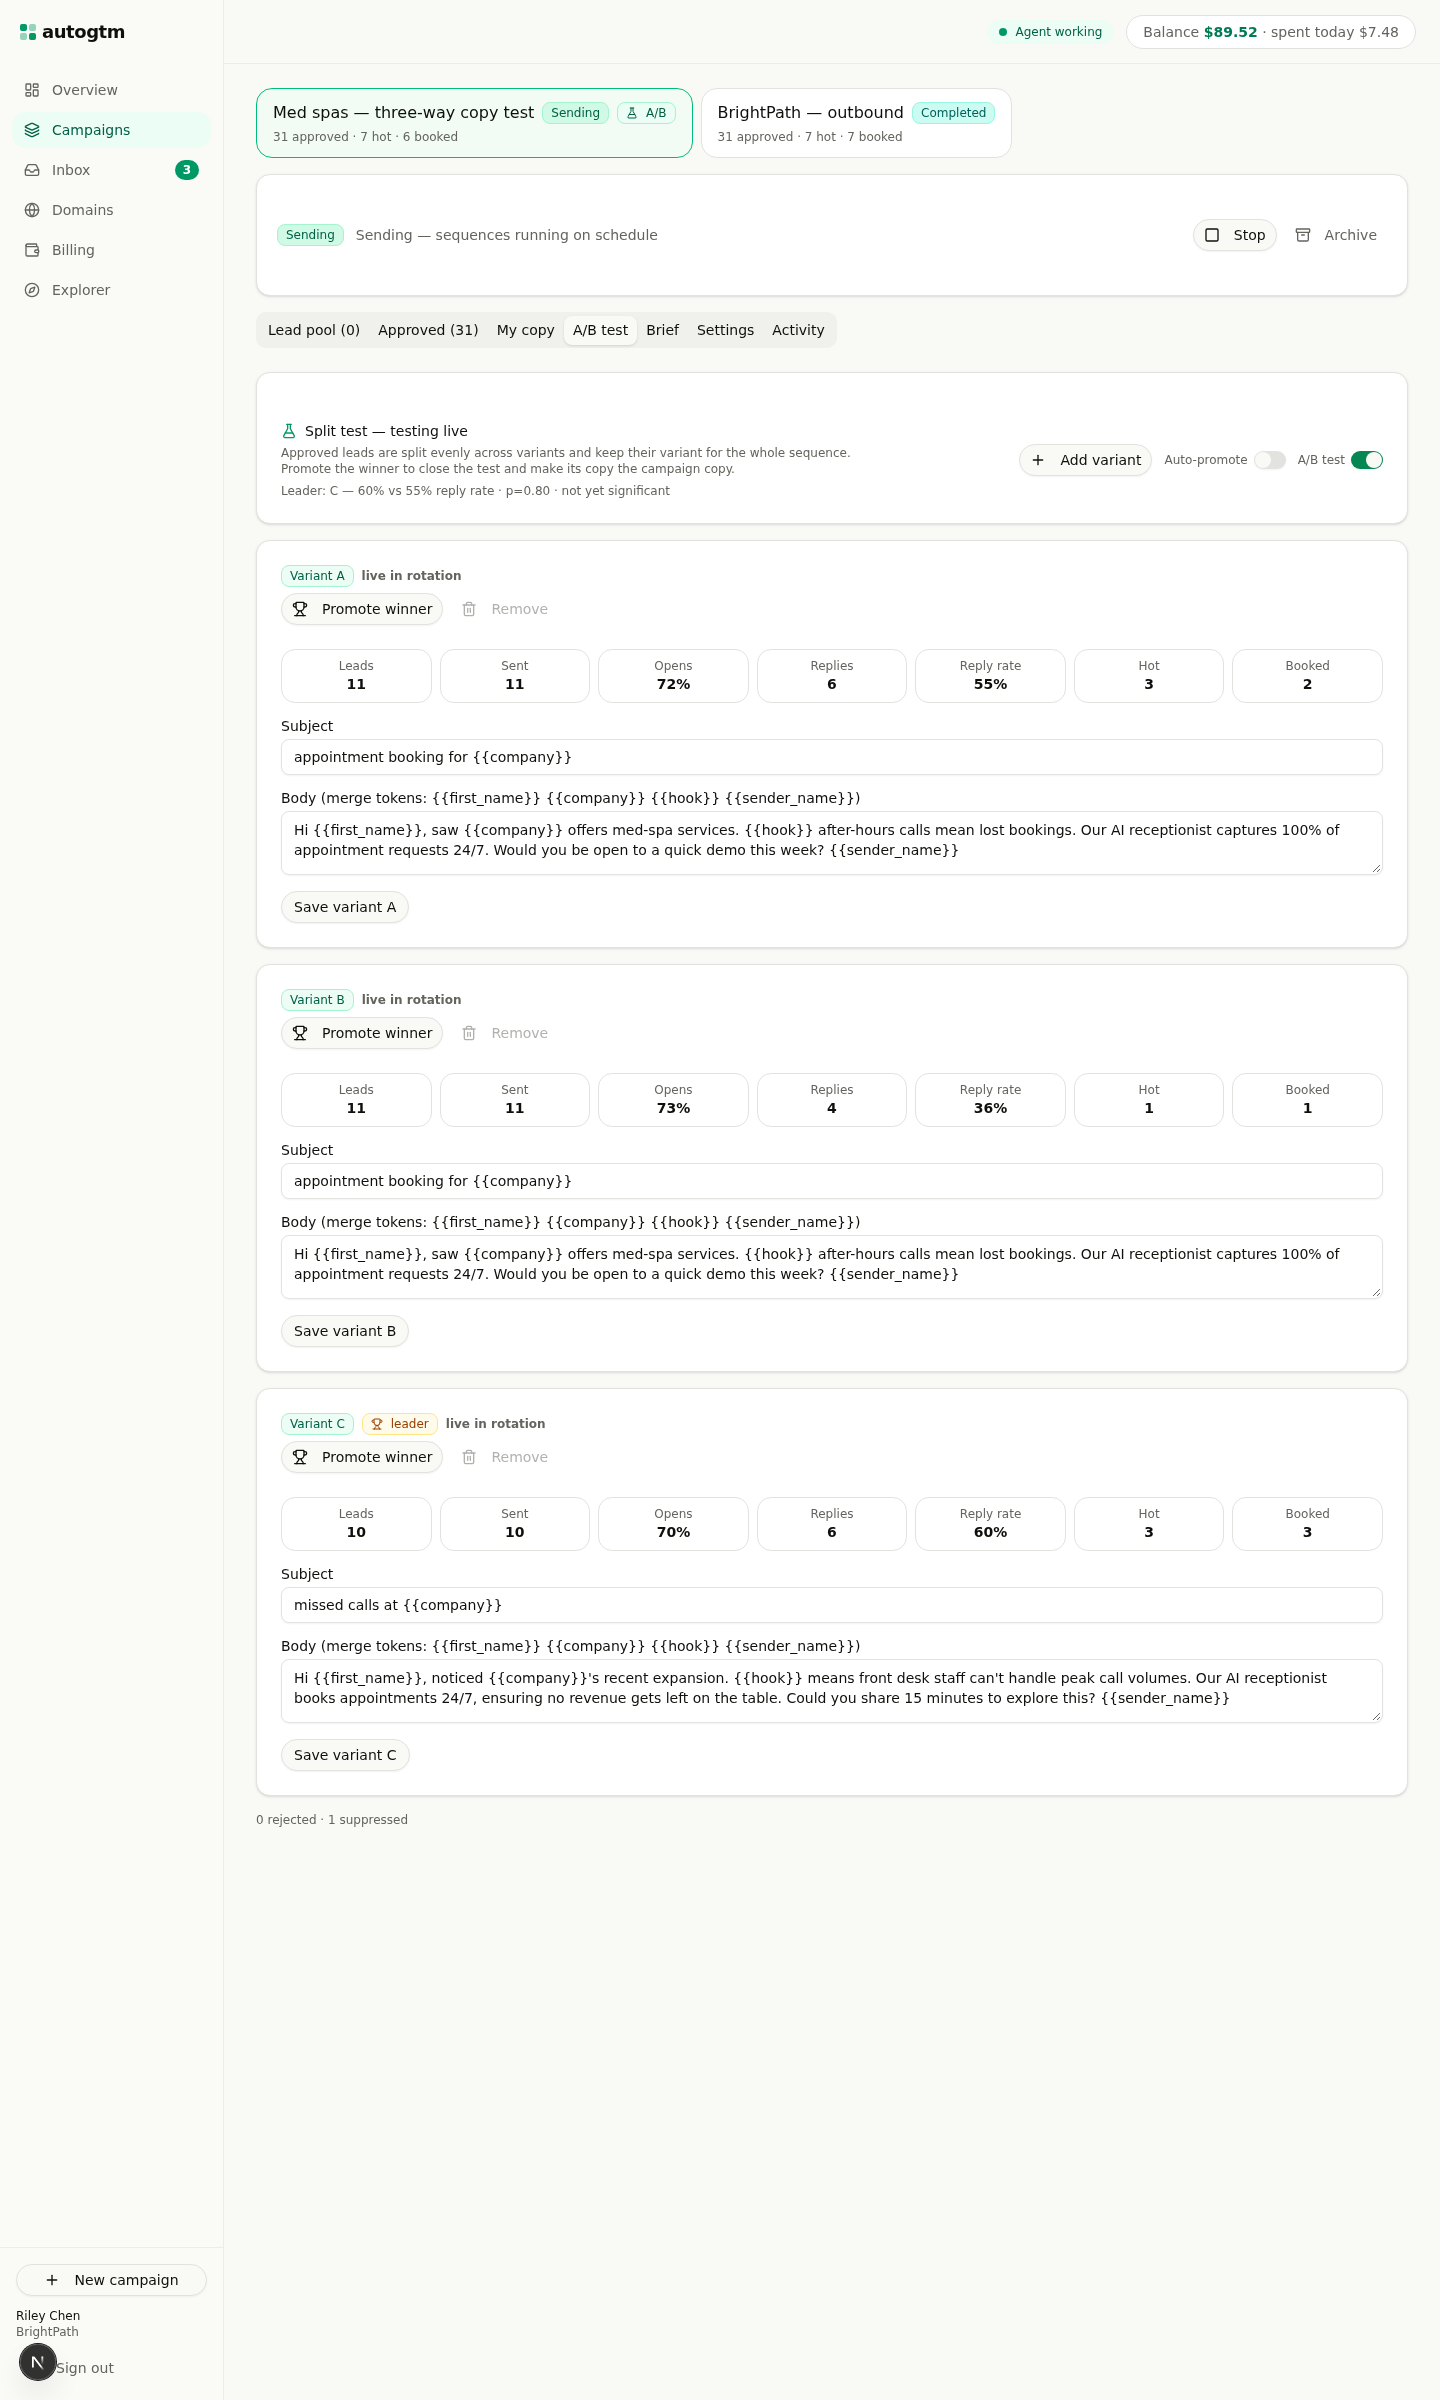 autogtm
Agent working
Balance $89.52 · spent today $7.48
Overview
Campaigns
Inbox 3
Domains
Billing
Explorer
Med spas — three-way copy test Sending A/B
31 approved · 7 hot · 6 booked
BrightPath — outbound Completed
31 approved · 7 hot · 7 booked
Sending Sending — sequences running on schedule
Stop Archive
Lead pool (0) Approved (31) My copy A/B test Brief Settings Activity
Split test — testing live
Approved leads are split evenly across variants and keep their variant for the whole sequence.
Promote the winner to close the test and make its copy the campaign copy.
Leader: C — 60% vs 55% reply rate · p=0.80 · not yet significant
Add variant Auto-promote A/B test
Variant A live in rotation
Promote winner Remove
Leads Sent Opens Replies Reply rate Hot Booked
11 11 72% 6 55% 3 2
Subject
appointment booking for {{company}}
Body (merge tokens: {{first_name}} {{company}} {{hook}} {{sender_name}})
Hi {{first_name}}, saw {{company}} offers med-spa services. {{hook}} after-hours calls mean lost bookings. Our AI receptionist captures 100% of
appointment requests 24/7. Would you be open to a quick demo this week? {{sender_name}}
Save variant A
Variant B live in rotation
Promote winner Remove
Leads Sent Opens Replies Reply rate Hot Booked
11 11 73% 4 36% 1 1
Subject
appointment booking for {{company}}
Body (merge tokens: {{first_name}} {{company}} {{hook}} {{sender_name}})
Hi {{first_name}}, saw {{company}} offers med-spa services. {{hook}} after-hours calls mean lost bookings. Our AI receptionist captures 100% of
appointment requests 24/7. Would you be open to a quick demo this week? {{sender_name}}
Save variant B
Variant C leader live in rotation
Promote winner Remove
Leads Sent Opens Replies Reply rate Hot Booked
10 10 70% 6 60% 3 3
Subject
missed calls at {{company}}
Body (merge tokens: {{first_name}} {{company}} {{hook}} {{sender_name}})
Hi {{first_name}}, noticed {{company}}'s recent expansion. {{hook}} means front desk staff can't handle peak call volumes. Our AI receptionist
books appointments 24/7, ensuring no revenue gets left on the table. Could you share 15 minutes to explore this? {{sender_name}}
Save variant C
0 rejected · 1 suppressed
New campaign
Riley Chen
BrightPath
N
Sign out